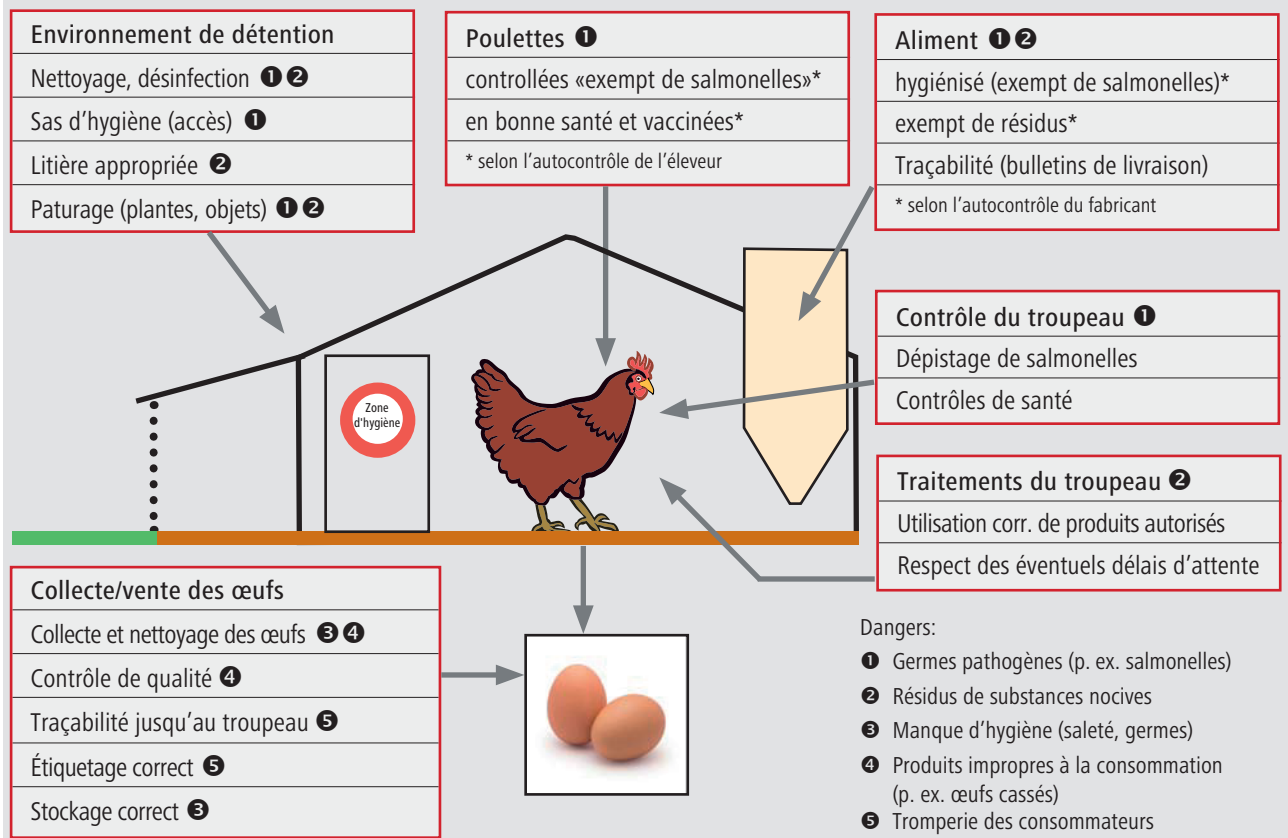 Environnement de détention
Nettoyage, désinfection ❶❷
Sas d’hygiène (accès) ❶
Litière appropriée ❷
Paturage (plantes, objets) ❶❷
Poulettes ❶
controllées «exempt de salmonelles»*
en bonne santé et vaccinées*
* selon l’autocontrôle de l’éleveur
Aliment ❶❷
hygiénisé (exempt de salmonelles)*
exempt de résidus*
Traçabilité (bulletins de livraison)
* selon l’autocontrôle du fabricant
Contrôle du troupeau ❶
Dépistage de salmonelles
Contrôles de santé
Zone
d'hygiène
Traitements du troupeau ❷
Utilisation corr. de produits autorisés
Respect des éventuels délais d’attente
Collecte/vente des œufs
Collecte et nettoyage des œufs ❸❹
Contrôle de qualité ❹
Traçabilité jusqu’au troupeau ❺
Étiquetage correct ❺
Stockage correct ❸
Dangers:
❶ Germes pathogènes (p. ex. salmonelles)
❷ Résidus de substances nocives
❸ Manque d’hygiène (saleté, germes)
❹ Produits impropres à la consommation
(p. ex. œufs cassés)
❺ Tromperie des consommateurs